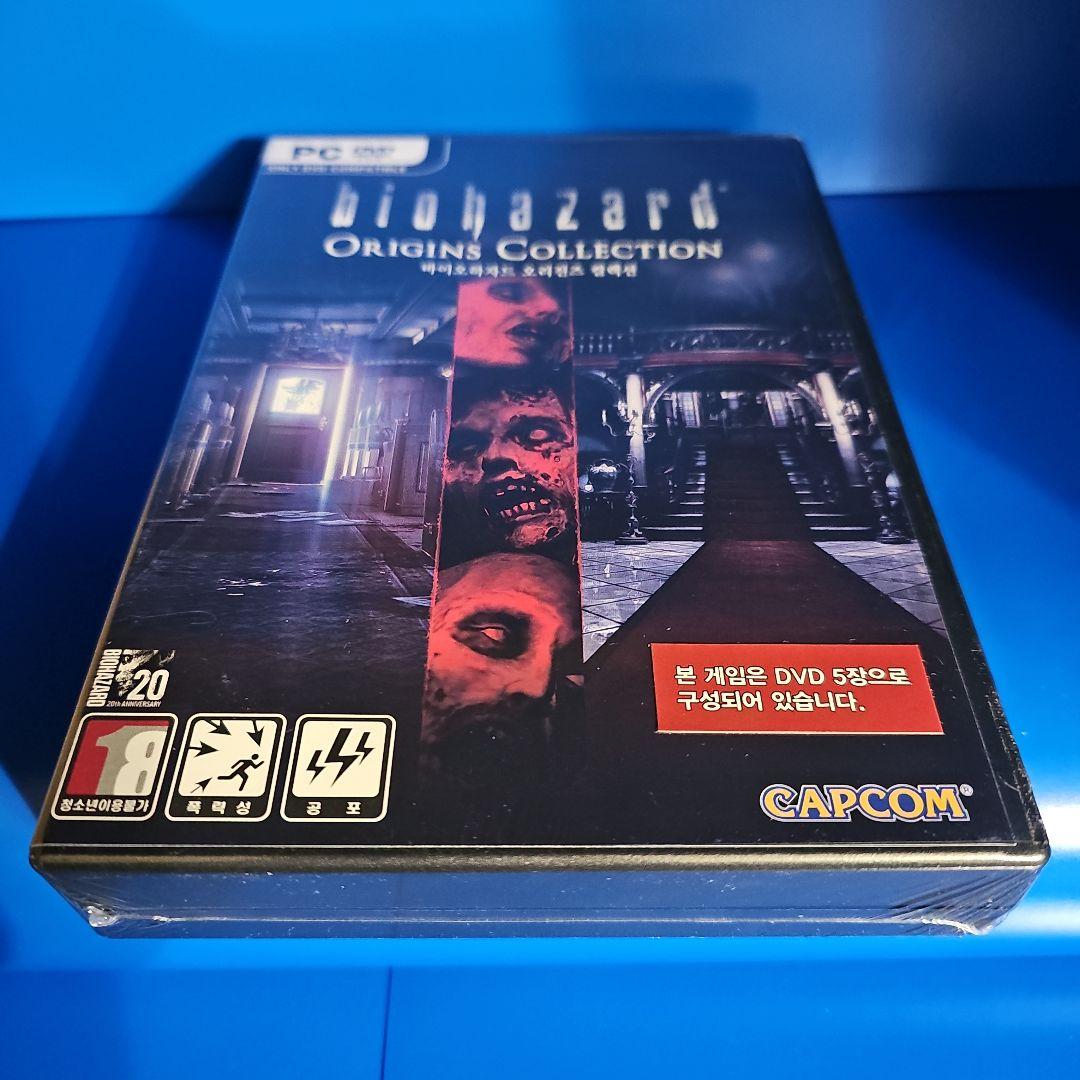 PC DVD
ONLY DVD COMPATIBLE
biohazard
ORIGINS COLLECTION
바이오하자드 오리진즈 컬렉션
본 게임은 DVD 5장으로
구성되어 있습니다.
BIOHAZARD
20
20th ANNIVERSARY
18
청소년이용불가
폭력성
공포
CAPCOM®